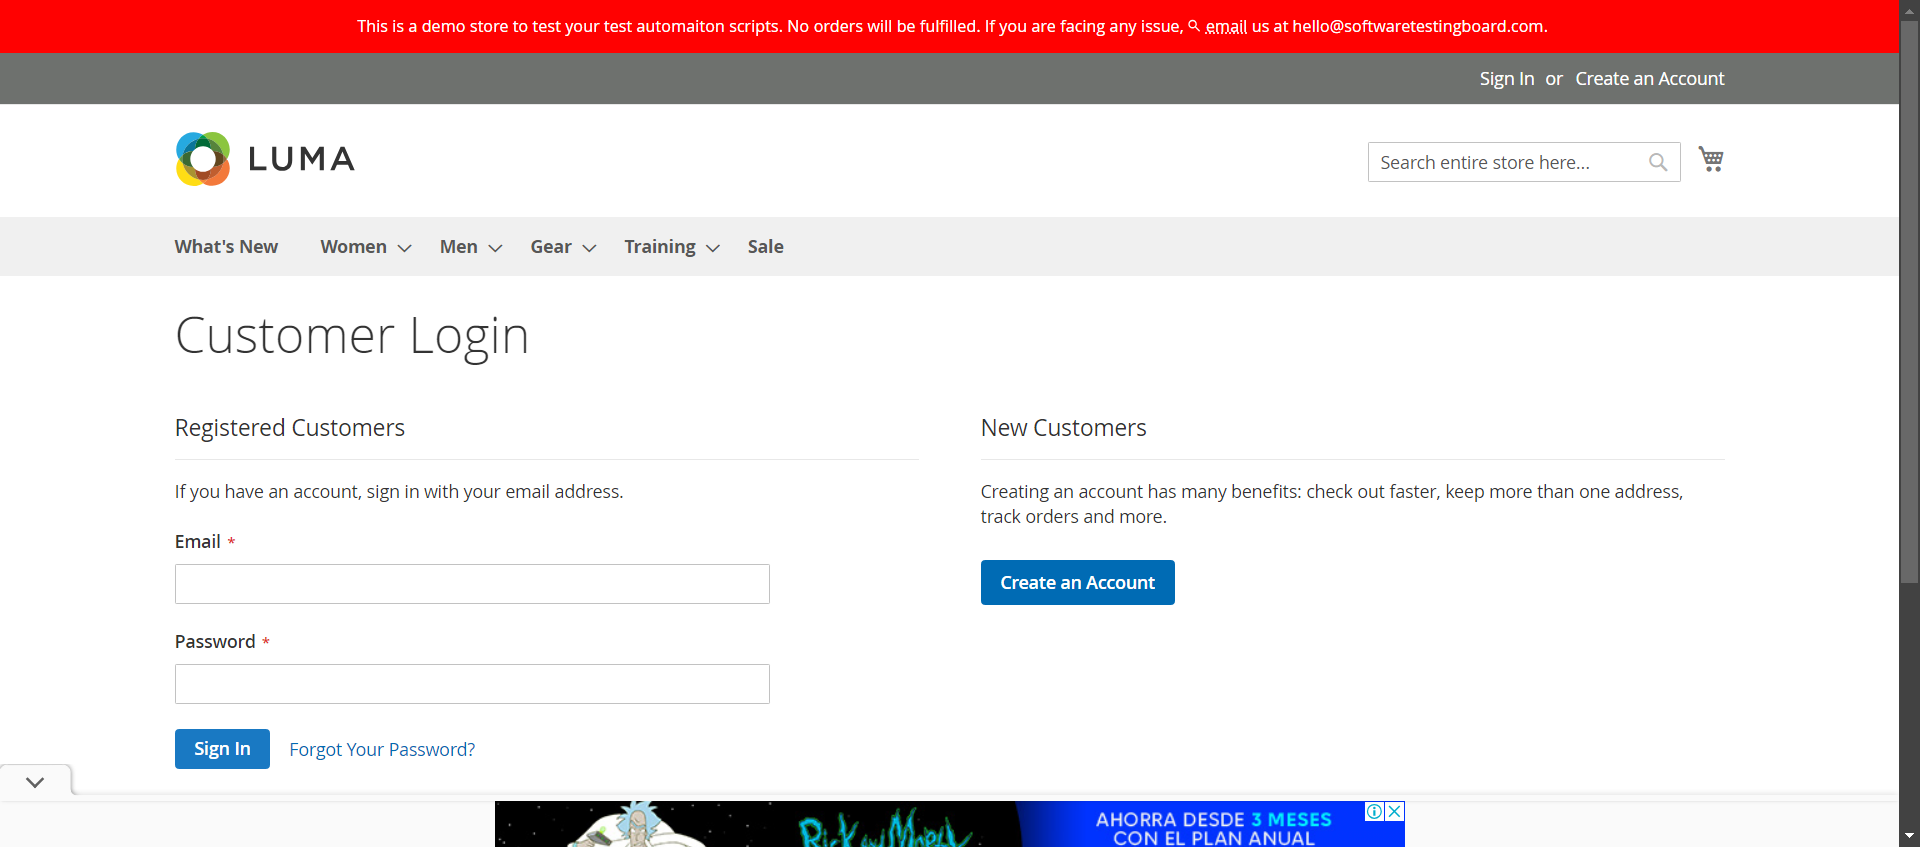 This is a demo store to test your test automaiton scripts. No orders will be fulfilled. If you are facing any issue, email us at hello@softwaretestingboard.com.
Sign In or Create an Account
LUMA
Search entire store here...
What's New Women Men Gear Training Sale
Customer Login
Registered Customers
If you have an account, sign in with your email address.
Email *
Password *
Sign In Forgot Your Password?
New Customers
Creating an account has many benefits: check out faster, keep more than one address,
track orders and more.
Create an Account
Rick and Morty
AHORRA DESDE 3 MESES
CON EL PLAN ANUAL